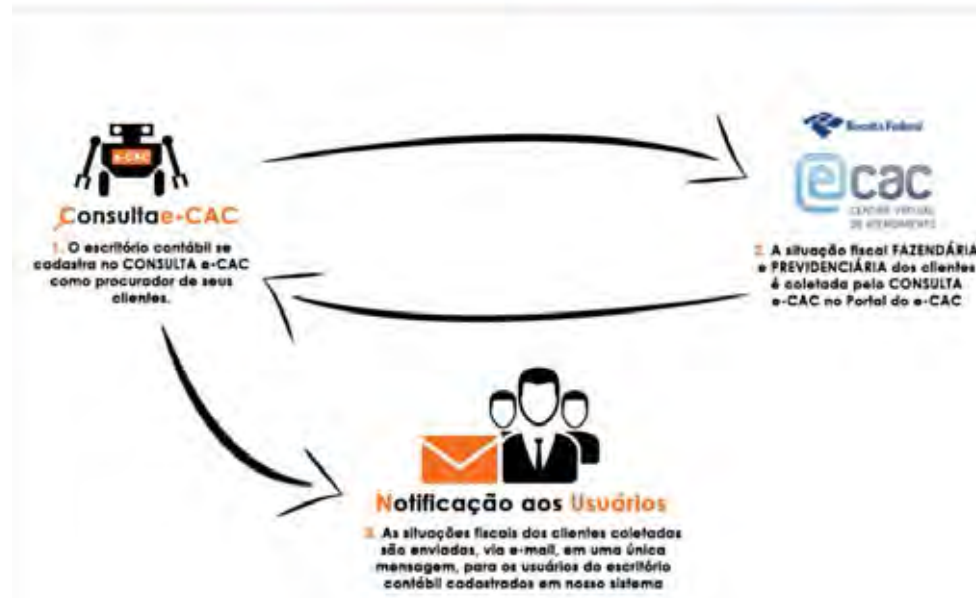 e-CAC
Consulta e-CAC
1. O escritório contábil se
cadastra no CONSULTA e-CAC
como procurador de seus
clientes.
Receita Federal
e cac
CENTRO VIRTUAL
DE ATENDIMENTO
2. A situação fiscal FAZENDÁRIA
e PREVIDENCIÁRIA dos clientes
é coletada pelo CONSULTA
e-CAC no Portal do e-CAC
Notificação aos Usuários
3. As situações fiscais dos clientes coletadas
são enviadas, via e-mail, em uma única
mensagem, para os usuários do escritório
contábil cadastrados em nosso sistema